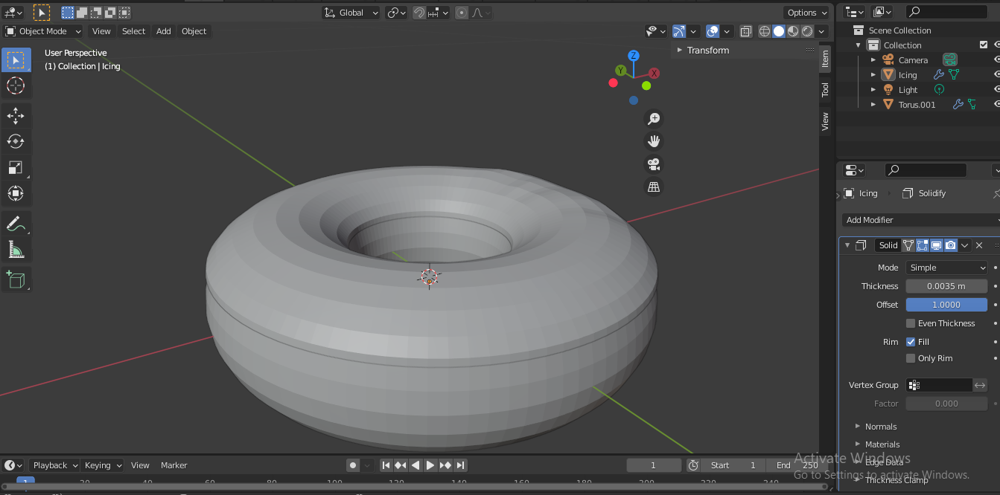 Global
Options
Object Mode
View
Select
Add
Object
User Perspective
(1) Collection | Icing
Transform
Item
Tool
View
Z
Y
X
Scene Collection
Collection
Camera
Icing
Light
Torus.001
Icing
Solidify
Add Modifier
Solid
Mode
Simple
Thickness
0.0035 m
Offset
1.0000
Even Thickness
Rim
Fill
Only Rim
Vertex Group
Factor
0.000
Normals
Materials
Edge Data
Thickness Clamp
Activate Windows
Go to Settings to activate Windows.
Playback
Keying
View
Marker
1
Start
1
End
250
1
20
40
60
80
100
120
140
160
180
200
220
240